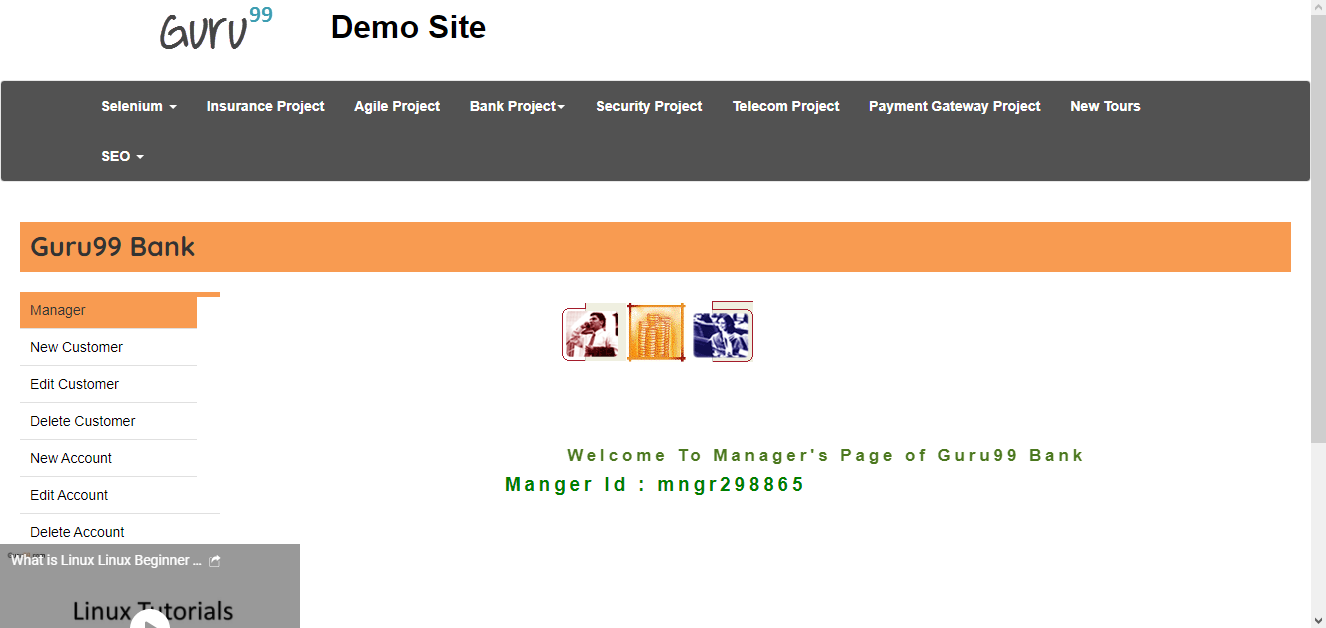 Guru99
Demo Site
Selenium Insurance Project Agile Project Bank Project Security Project Telecom Project Payment Gateway Project New Tours
SEO
Guru99 Bank
Manager
New Customer
Edit Customer
Delete Customer
New Account
Edit Account
Delete Account
Welcome To Manager's Page of Guru99 Bank
Manger Id : mngr298865
What is Linux Linux Beginner ...
Linux Tutorials